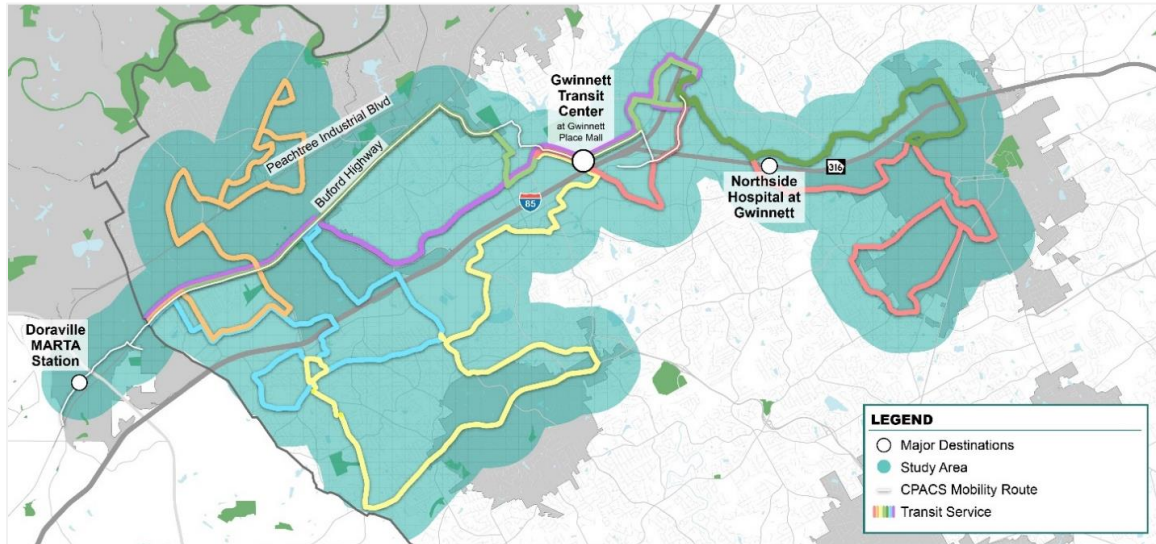 Peachtree Industrial Blvd
Buford Highway
Gwinnett
Transit
Center
at Gwinnett
Place Mall
85
316
Northside
Hospital at
Gwinnett
Doraville
MARTA
Station
LEGEND
Major Destinations
Study Area
CPACS Mobility Route
Transit Service